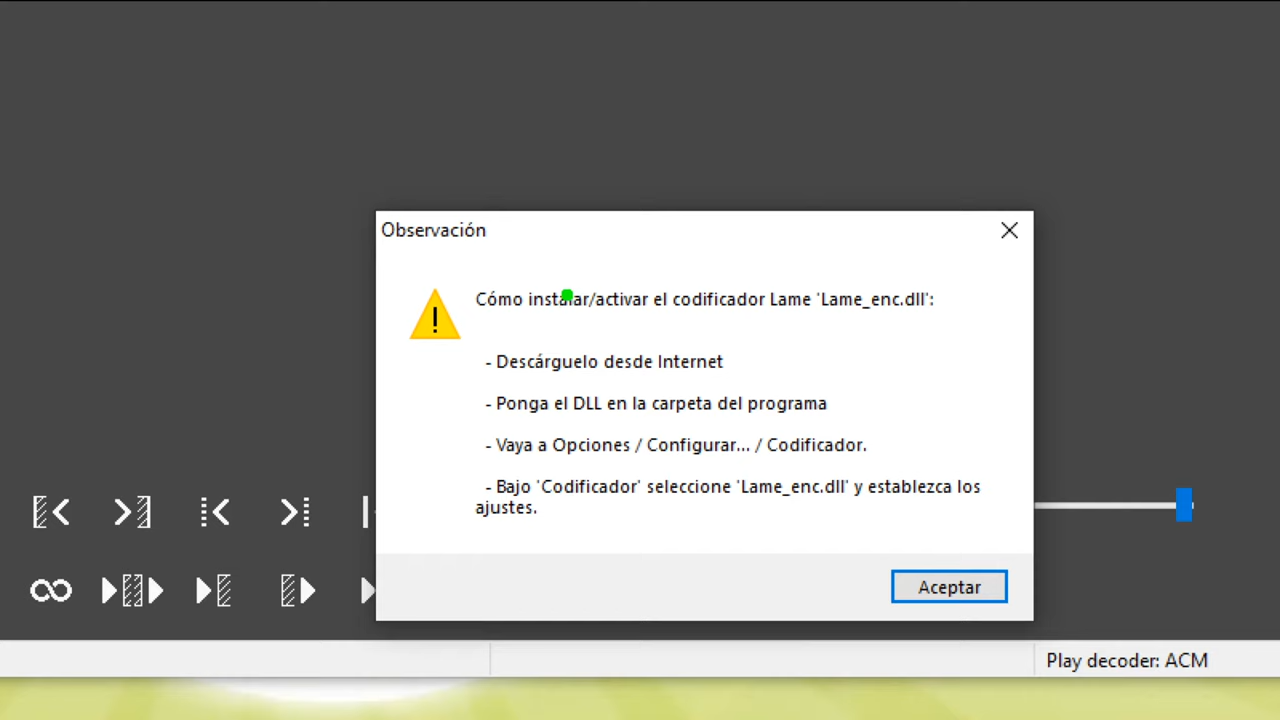 Observación
Cómo instalar/activar el codificador Lame 'Lame_enc.dll':
- Descárguelo desde Internet
- Ponga el DLL en la carpeta del programa
- Vaya a Opciones / Configurar... / Codificador.
- Bajo 'Codificador' seleccione 'Lame_enc.dll' y establezca los
ajustes.
Aceptar
Play decoder: ACM